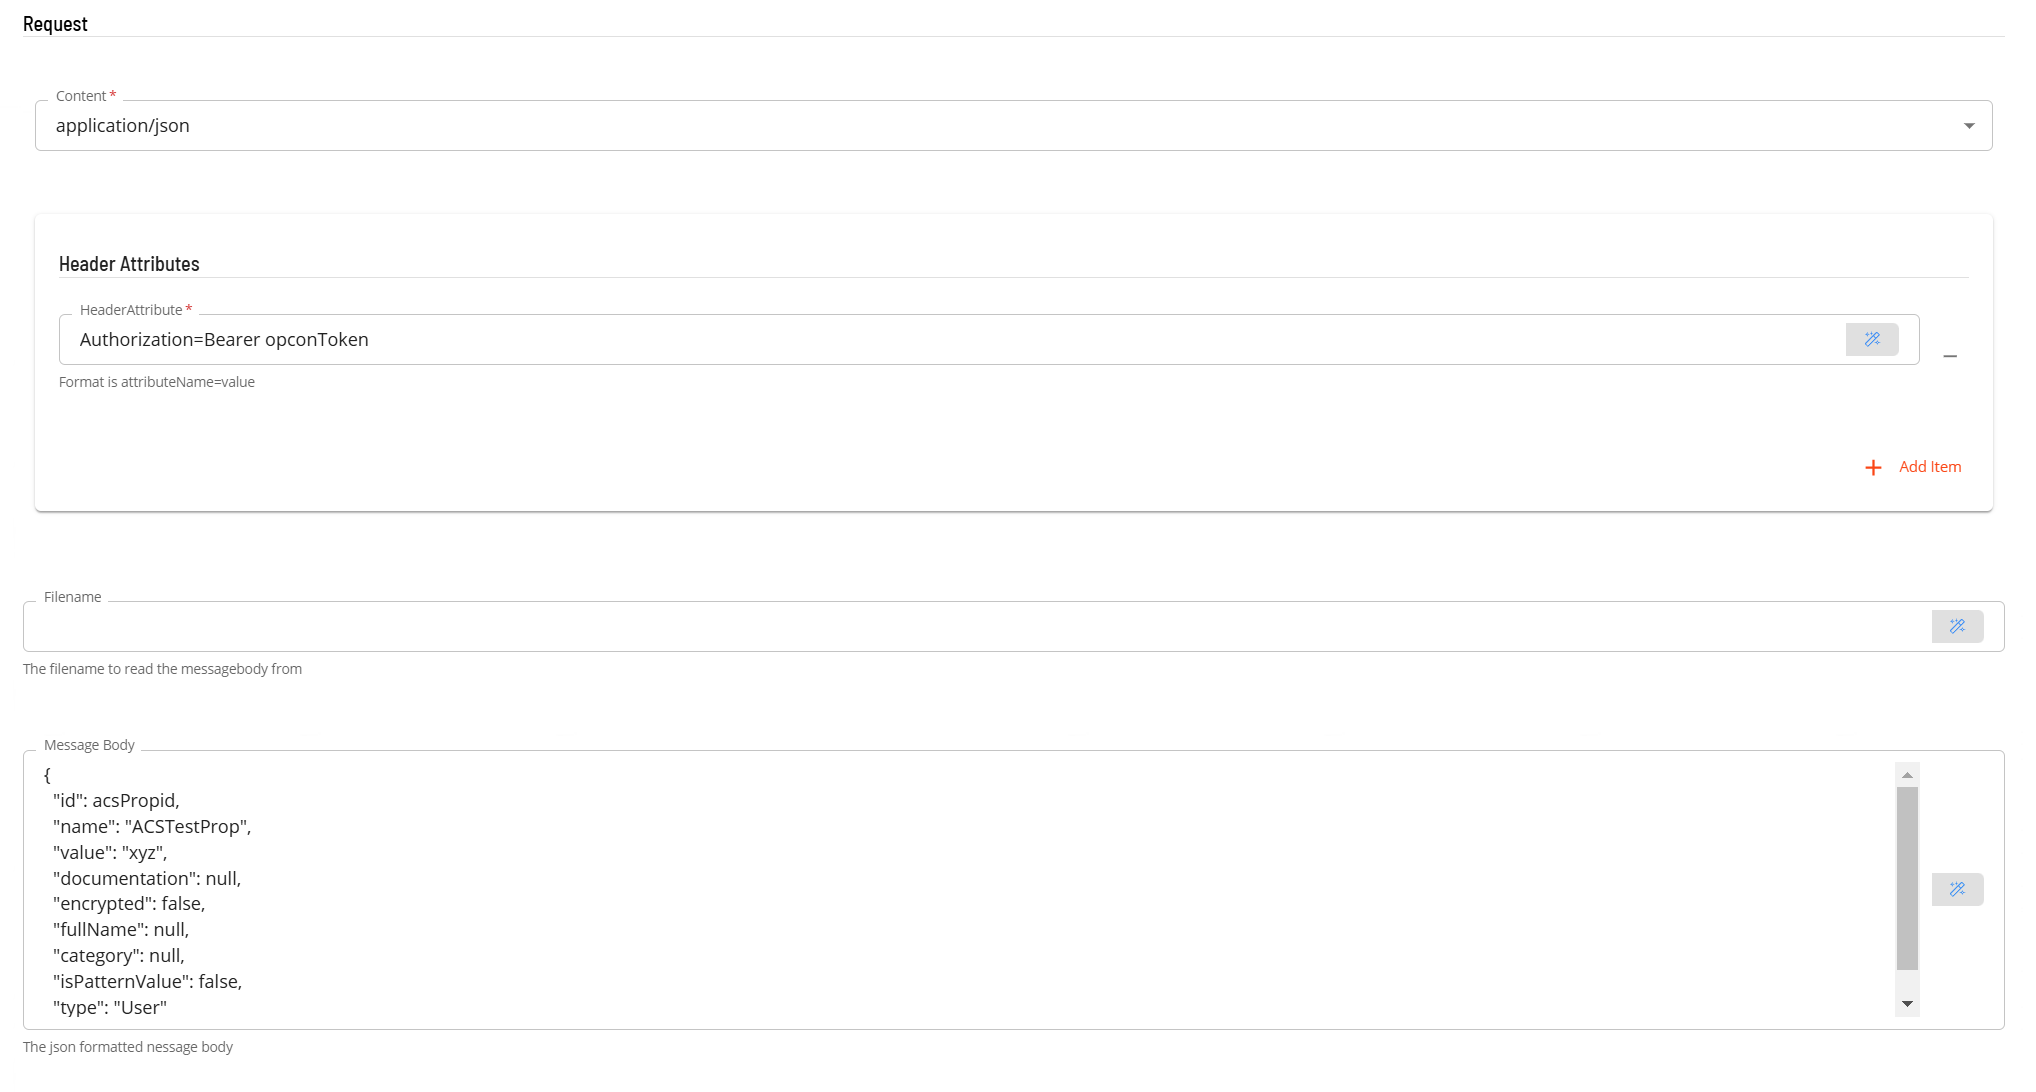 Request
Content *
application/json
Header Attributes
HeaderAttribute *
Authorization=Bearer opconToken
Format is attributeName=value
+ Add Item
Filename
The filename to read the messagebody from
Message Body
{
"id": acsPropid,
"name": "ACSTestProp",
"value": "xyz",
"documentation": null,
"encrypted": false,
"fullName": null,
"category": null,
"isPatternValue": false,
"type": "User"
The json formatted nessage body